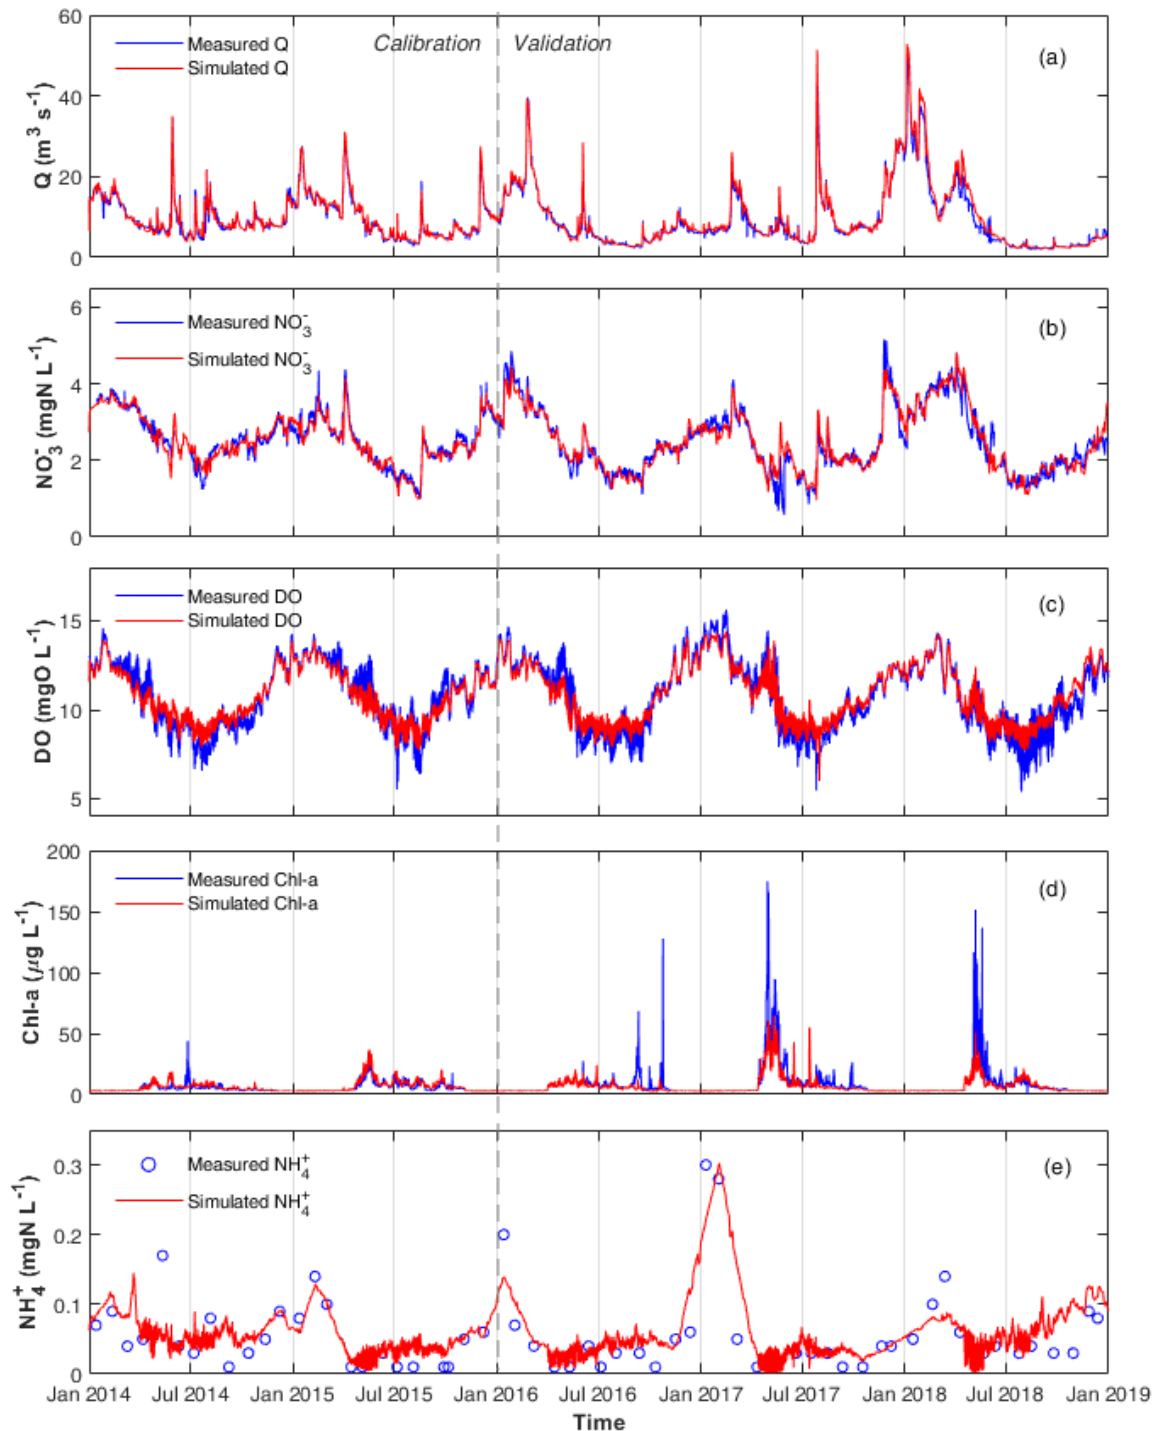 60
40
20
0
Q (m³ s⁻¹)
Measured Q
Simulated Q
Calibration
Validation
(a)
6
4
2
0
NO₃⁻ (mgN L⁻¹)
Measured NO₃⁻
Simulated NO₃⁻
(b)
15
10
5
DO (mgO L⁻¹)
Measured DO
Simulated DO
(c)
200
150
100
50
0
Chl-a (µg L⁻¹)
Measured Chl-a
Simulated Chl-a
(d)
0.3
0.2
0.1
0
NH₄⁺ (mgN L⁻¹)
Measured NH₄⁺
Simulated NH₄⁺
(e)
Jan 2014 Jul 2014 Jan 2015 Jul 2015 Jan 2016 Jul 2016 Jan 2017 Jul 2017 Jan 2018 Jul 2018 Jan 2019
Time